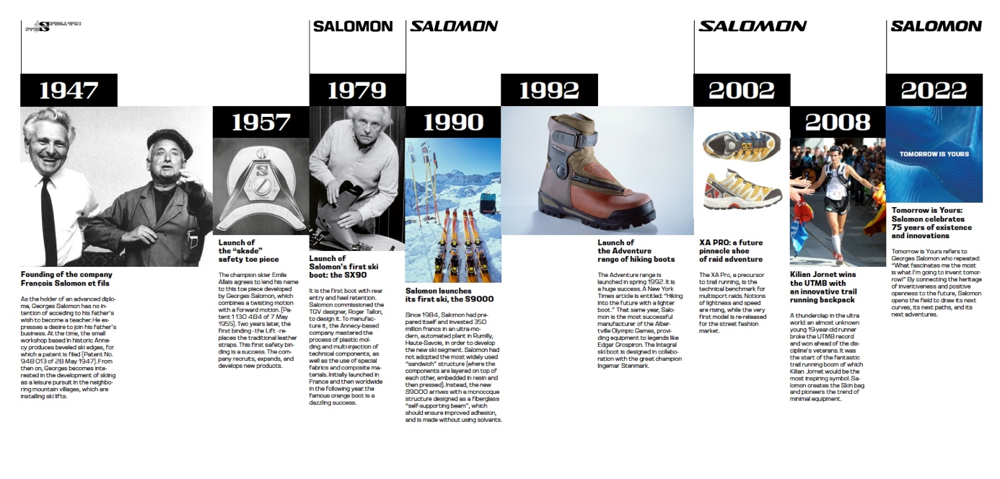 SALOMON
SALOMON
SALOMON
SALOMON
1947
Founding of the company
François Salomon et fils
As the holder of an advanced diplo-
ma, Georges Salomon has no in-
tention of acceding to his father's
wish to become a teacher. He ex-
presses a desire to join his father's
business. At the time, the small
workshop based in historic Anne-
cy produces beveled ski edges, for
which a patent is filed (Patent No.
948 013 of 28 May 1947). From
then on, Georges becomes inte-
rested in the development of skiing
as a leisure pursuit in the neighbo-
ring mountain villages, which are
installing ski lifts.
1957
S
Launch of
the “skade”
safety toe piece
The champion skier Emile
Allais agrees to lend his name
to this toe piece developed
by Georges Salomon, which
combines a twisting motion
with a forward motion. (Pa-
tent 1 130 484 of 7 May
1955). Two years later, the
first binding - the Lift - re-
places the traditional leather
straps. This first safety bin-
ding is a success. The com-
pany recruits, expands, and
develops new products.
1979
Launch of
Salomon's first ski
boot: the SX90
It is the first boot with rear
entry and heel retention.
Salomon commissioned the
TGV designer, Roger Tallon,
to design it. To manufac-
ture it, the Annecy-based
company mastered the
process of plastic mol-
ding and multi-injection of
technical components, as
well as the use of special
fabrics and composite ma-
terials. Initially launched in
France and then worldwide
in the following year: the
famous orange boot is a
dazzling success.
1990
Salomon launches
its first ski, the S9000
Since 1984, Salomon had pre-
pared itself and invested 350
million francs in an ultra-mo-
dern, automated plant in Rumilly,
Haute-Savoie, in order to develop
the new ski segment. Salomon had
not adopted the most widely used
“sandwich” structure (where the
components are layered on top of
each other, embedded in resin and
then pressed). Instead, the new
S9000 arrives with a monocoque
structure designed as a fiberglass
“self-supporting beam”, which
should ensure improved adhesion,
and is made without using solvants.
1992
Launch of
the Adventure
range of hiking boots
The Adventure range is
launched in spring 1992. It is
a huge success. A New York
Times article is entitled: “Hiking
into the future with a lighter
boot.” That same year, Salo-
mon is the most successful
manufacturer of the Alber-
tville Olympic Games, provi-
ding equipment to legends like
Edgar Grospiron. The Integral
ski boot is designed in collabo-
ration with the great champion
Ingemar Stenmark.
2002
XA PRO: a future
pinnacle shoe
of raid adventure
The XA Pro, a precursor
to trail running, is the
technical benchmark for
multisport raids. Notions
of lightness and speed
are rising, while the very
first model is re-released
for the street fashion
market.
2008
Kilian Jornet wins
the UTMB with
an innovative trail
running backpack
A thunderclap in the ultra
world: an almost unknown
young 19-year-old runner
broke the UTMB record
and won ahead of the dis-
cipline's veterans. It was
the start of the fantastic
trail running boom of which
Kilian Jornet would be the
most inspiring symbol. Sa-
lomon creates the Skin bag
and pioneers the trend of
minimal equipment.
2022
TOMORROW IS YOURS
Tomorrow is Yours:
Salomon celebrates
75 years of existence
and innovations
Tomorrow is Yours refers to
Georges Salomon who repeated:
“What fascinates me the most
is what I'm going to invent tomor-
row!” By connecting the heritage
of inventiveness and positive
openness to the future, Salomon
opens the field to draw its next
curves, its next paths, and its
next adventures.